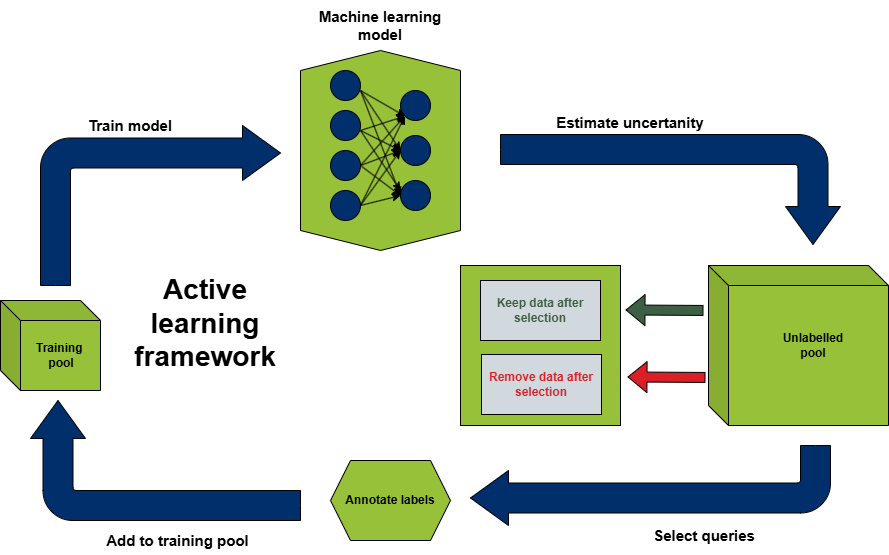 Machine learning
model
Train model
Estimate uncertanity
Active
learning
framework
Training
pool
Keep data after
selection
Remove data after
selection
Unlabelled
pool
Annotate labels
Add to training pool
Select queries